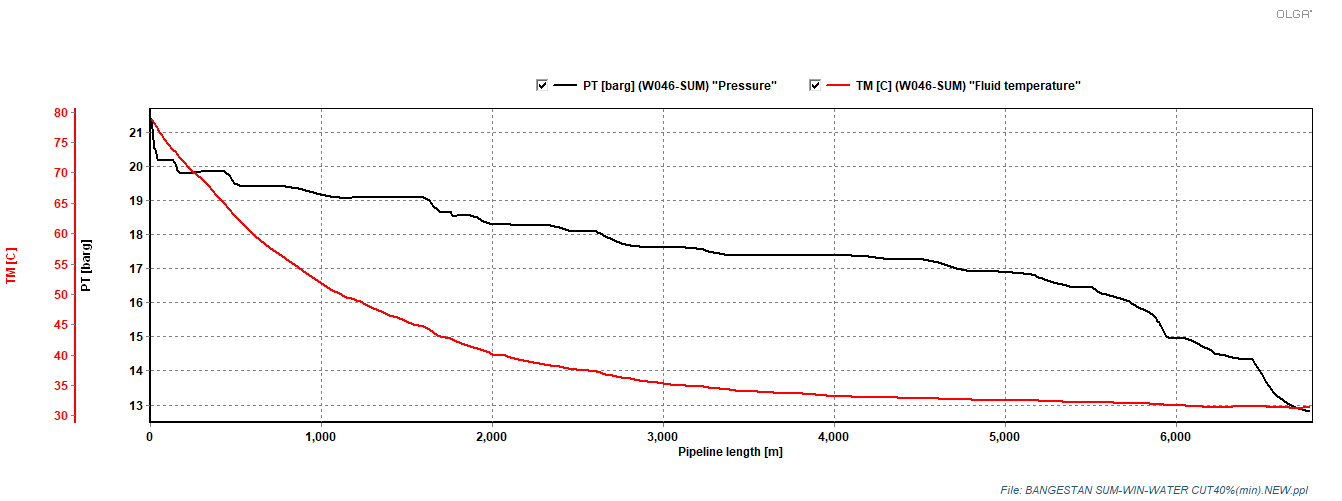 OLGA
PT [barg] (W046-SUM) "Pressure" TM [C] (W046-SUM) "Fluid temperature"
TM [C]
80
75
70
65
60
55
50
45
40
35
30
PT [barg]
21
20
19
18
17
16
15
14
13
0 1,000 2,000 3,000 4,000 5,000 6,000
Pipeline length [m]
File: BANGESTAN SUM-WIN-WATER CUT40%(min).NEW.ppl